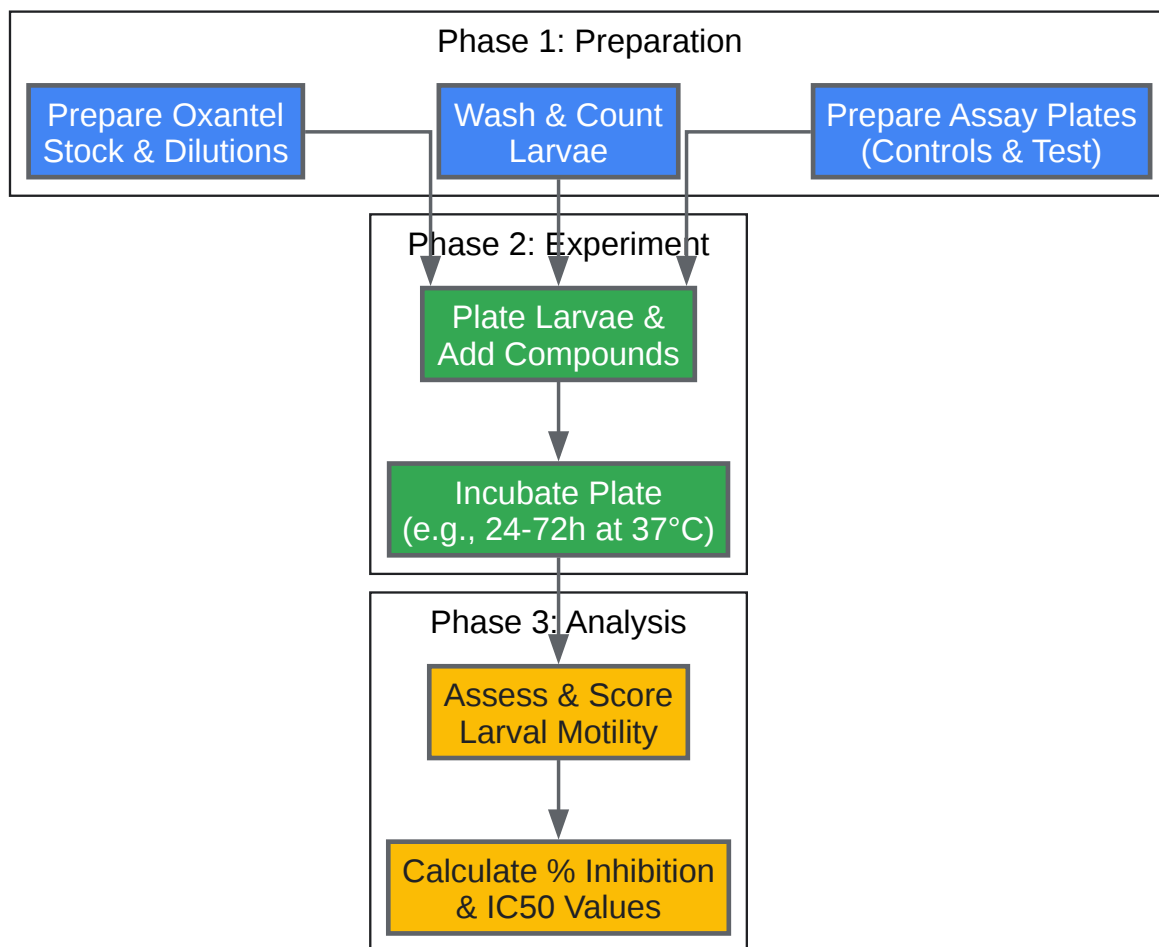 Phase 1: Preparation
Prepare Oxantel
Stock & Dilutions
Wash & Count
Larvae
Prepare Assay Plates
(Controls & Test)
Phase 2: Experiment
Plate Larvae &
Add Compounds
Incubate Plate
(e.g., 24-72h at 37°C)
Phase 3: Analysis
Assess & Score
Larval Motility
Calculate % Inhibition
& IC50 Values